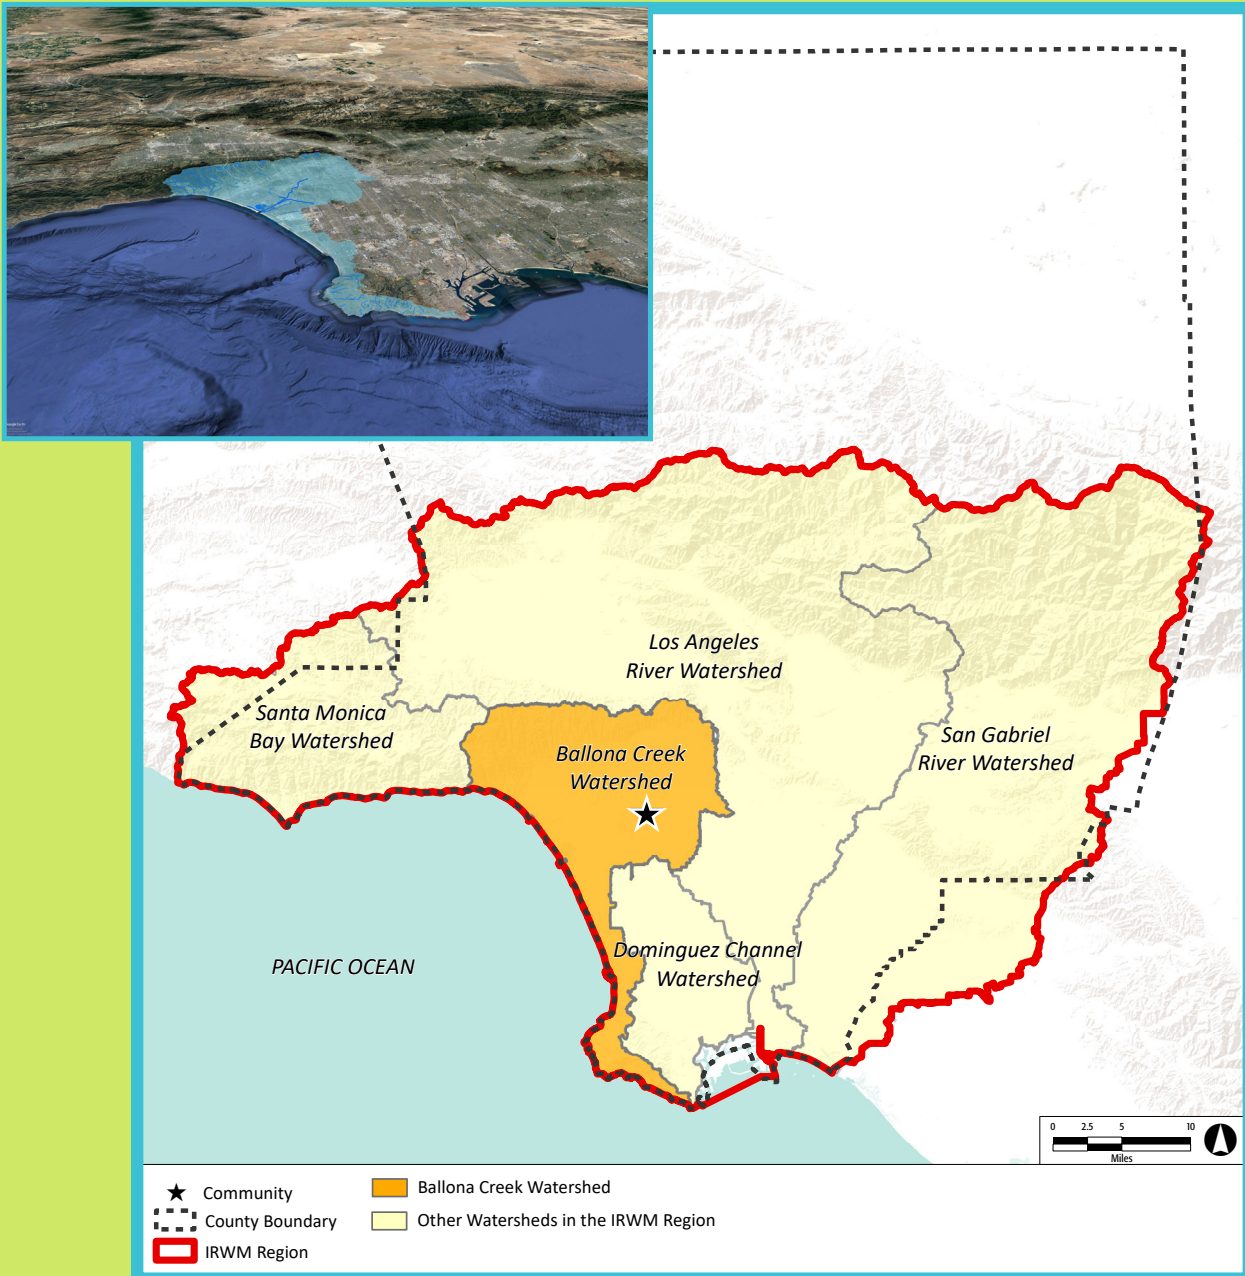 Los Angeles
River Watershed
Santa Monica
Bay Watershed
Ballona Creek
Watershed
San Gabriel
River Watershed
Dominguez Channel
Watershed
PACIFIC OCEAN
0 2.5 5 10
Miles
Community
County Boundary
IRWM Region
Ballona Creek Watershed
Other Watersheds in the IRWM Region